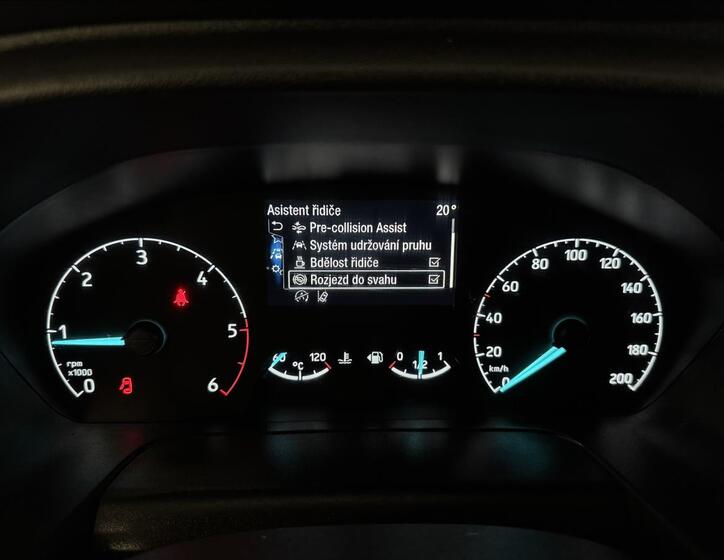 Asistent řidiče 20°
Pre-collision Assist
Systém udržování pruhu
Bdělost řidiče
Rozjezd do svahu
0 1 2 3 4 5 6
rpm
x1000
60 120
°C
0 1/2 1
0 20 40 60 80 100 120 140 160 180 200
km/h